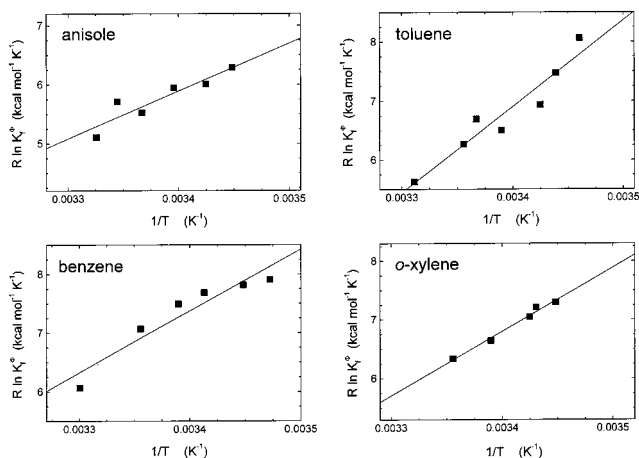 anisole
7
6
5
R ln K_f^⊖ (kcal mol⁻¹ K⁻¹)
0.0033
0.0034
0.0035
1/T (K⁻¹)
toluene
8
7
6
R ln K_f^⊖ (kcal mol⁻¹ K⁻¹)
0.0033
0.0034
0.0035
1/T (K⁻¹)
benzene
8
7
6
R ln K_f^⊖ (kcal mol⁻¹ K⁻¹)
0.0033
0.0034
0.0035
1/T (K⁻¹)
o-xylene
8
7
6
R ln K_f^⊖ (kcal mol⁻¹ K⁻¹)
0.0033
0.0034
0.0035
1/T (K⁻¹)